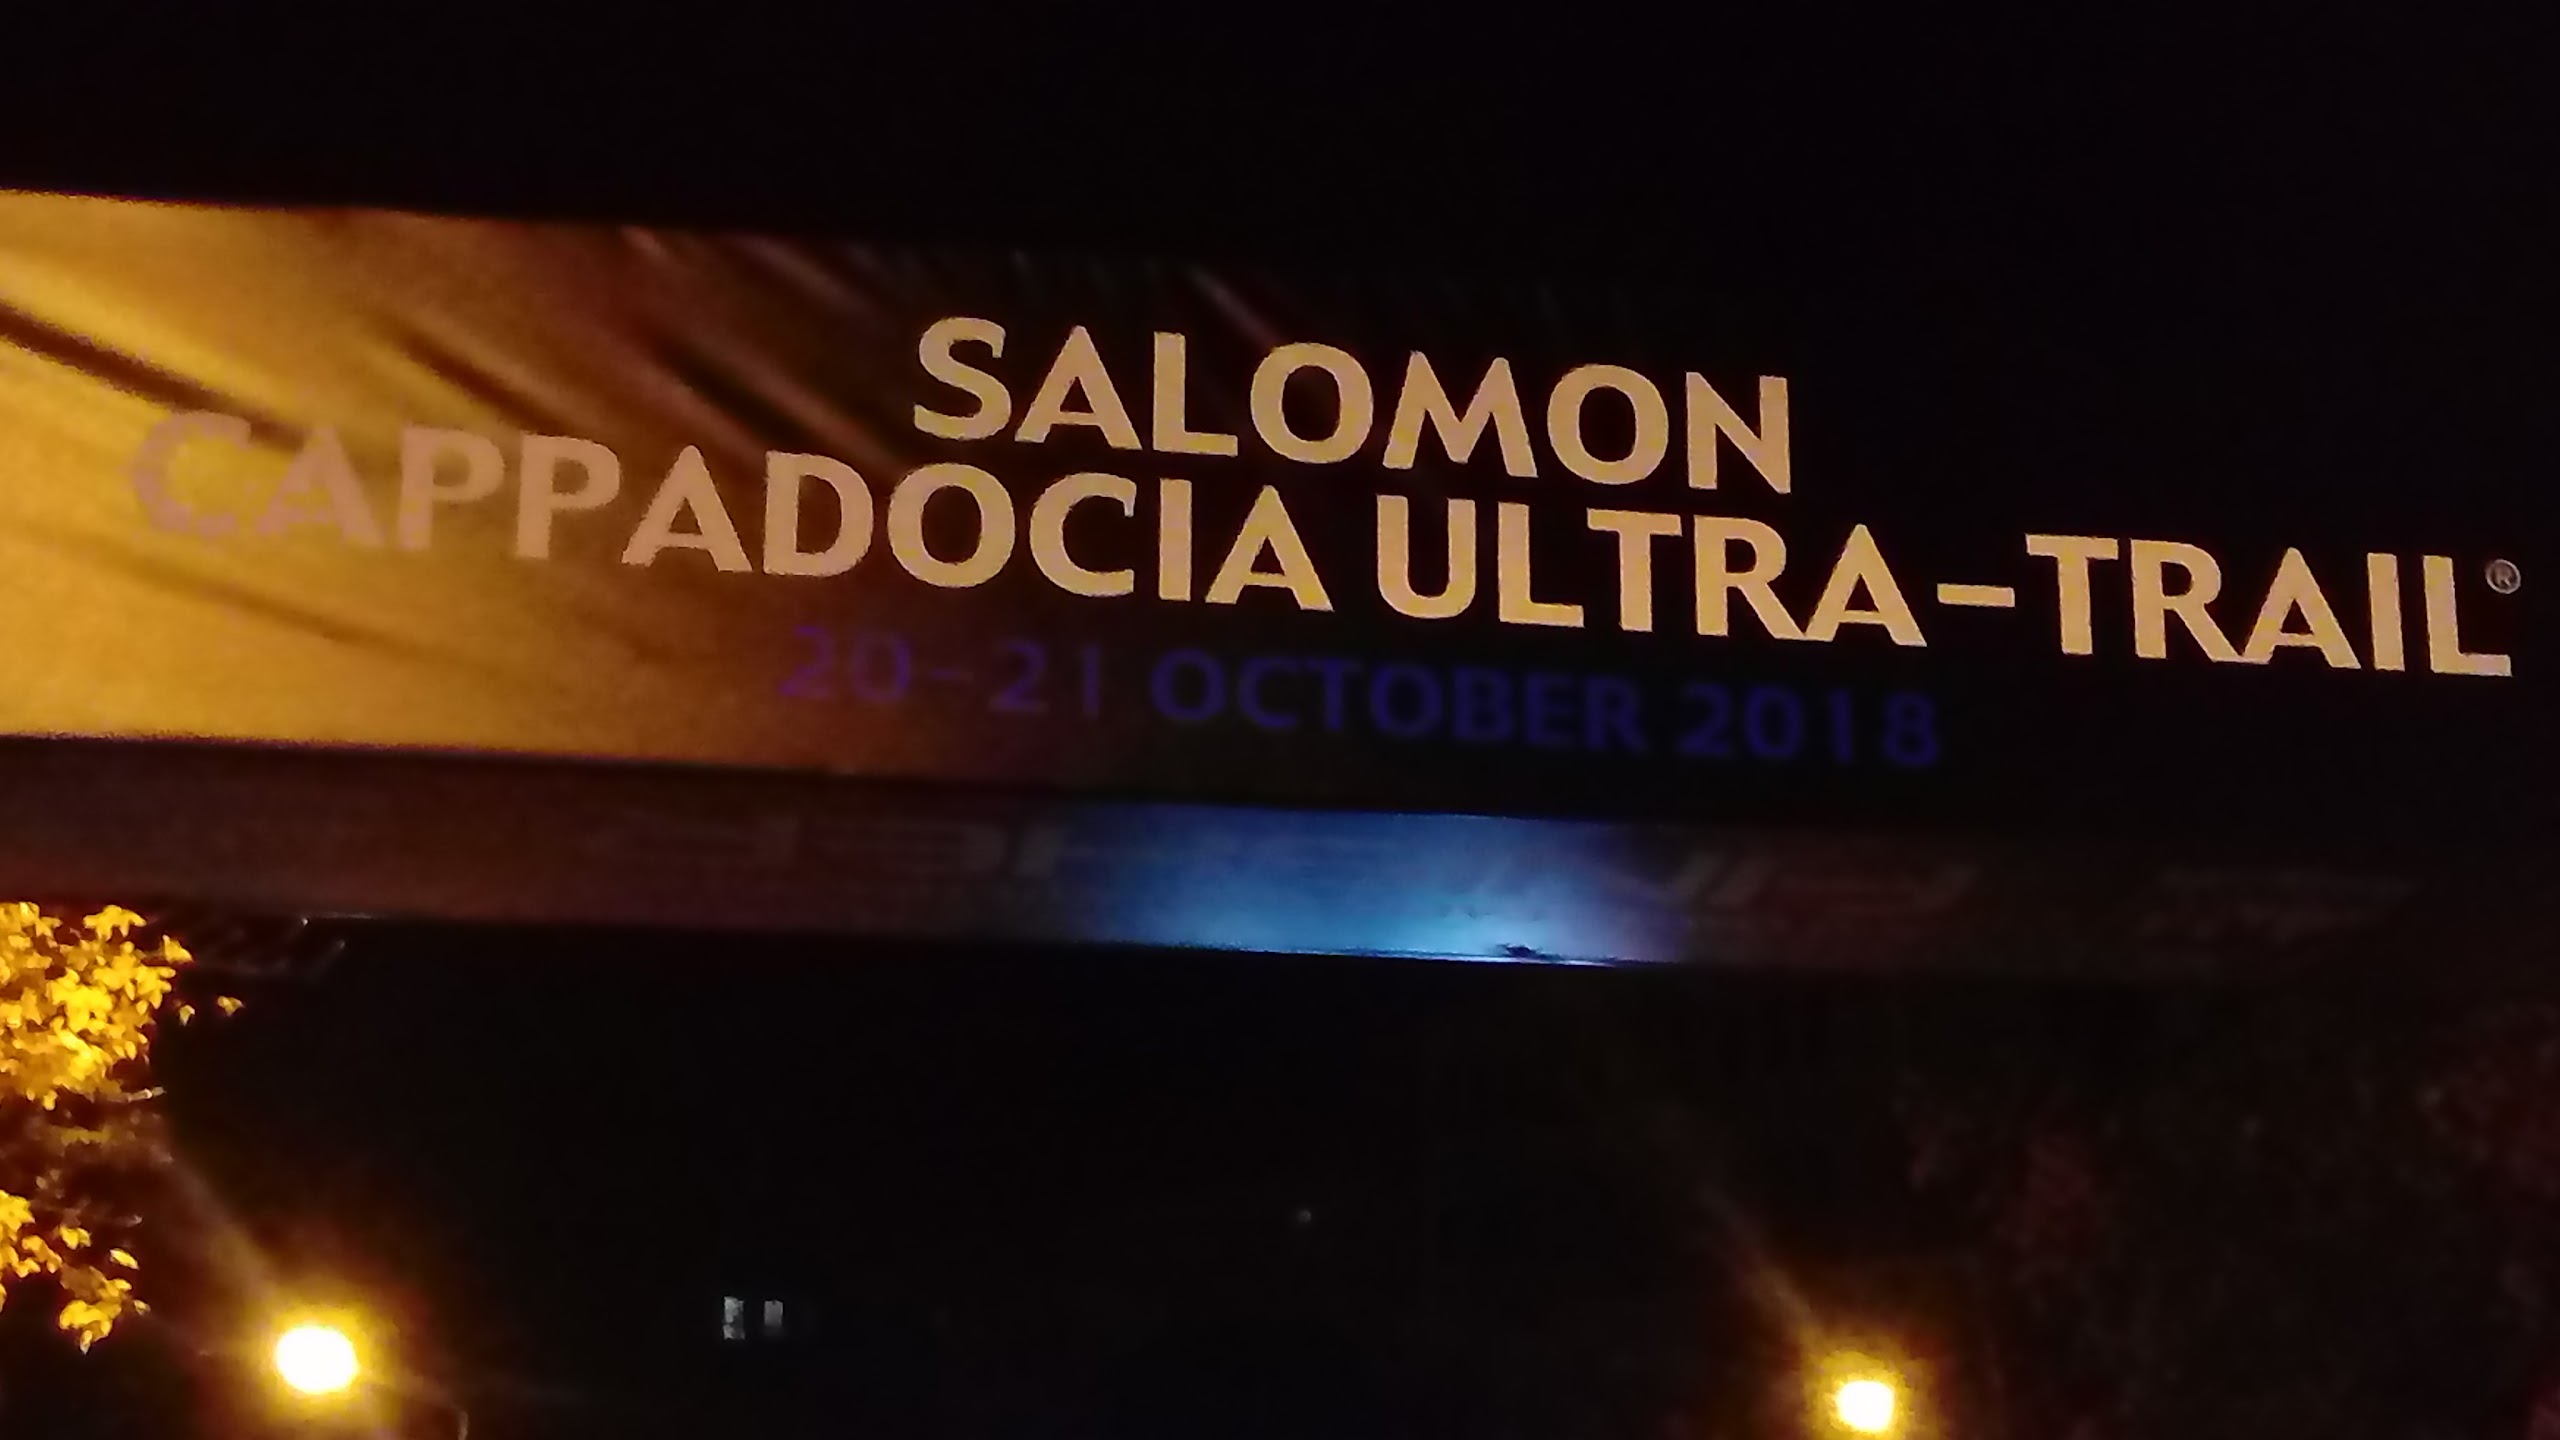 SALOMON
CAPPADOCIA ULTRA-TRAIL®
20-21 OCTOBER 2018